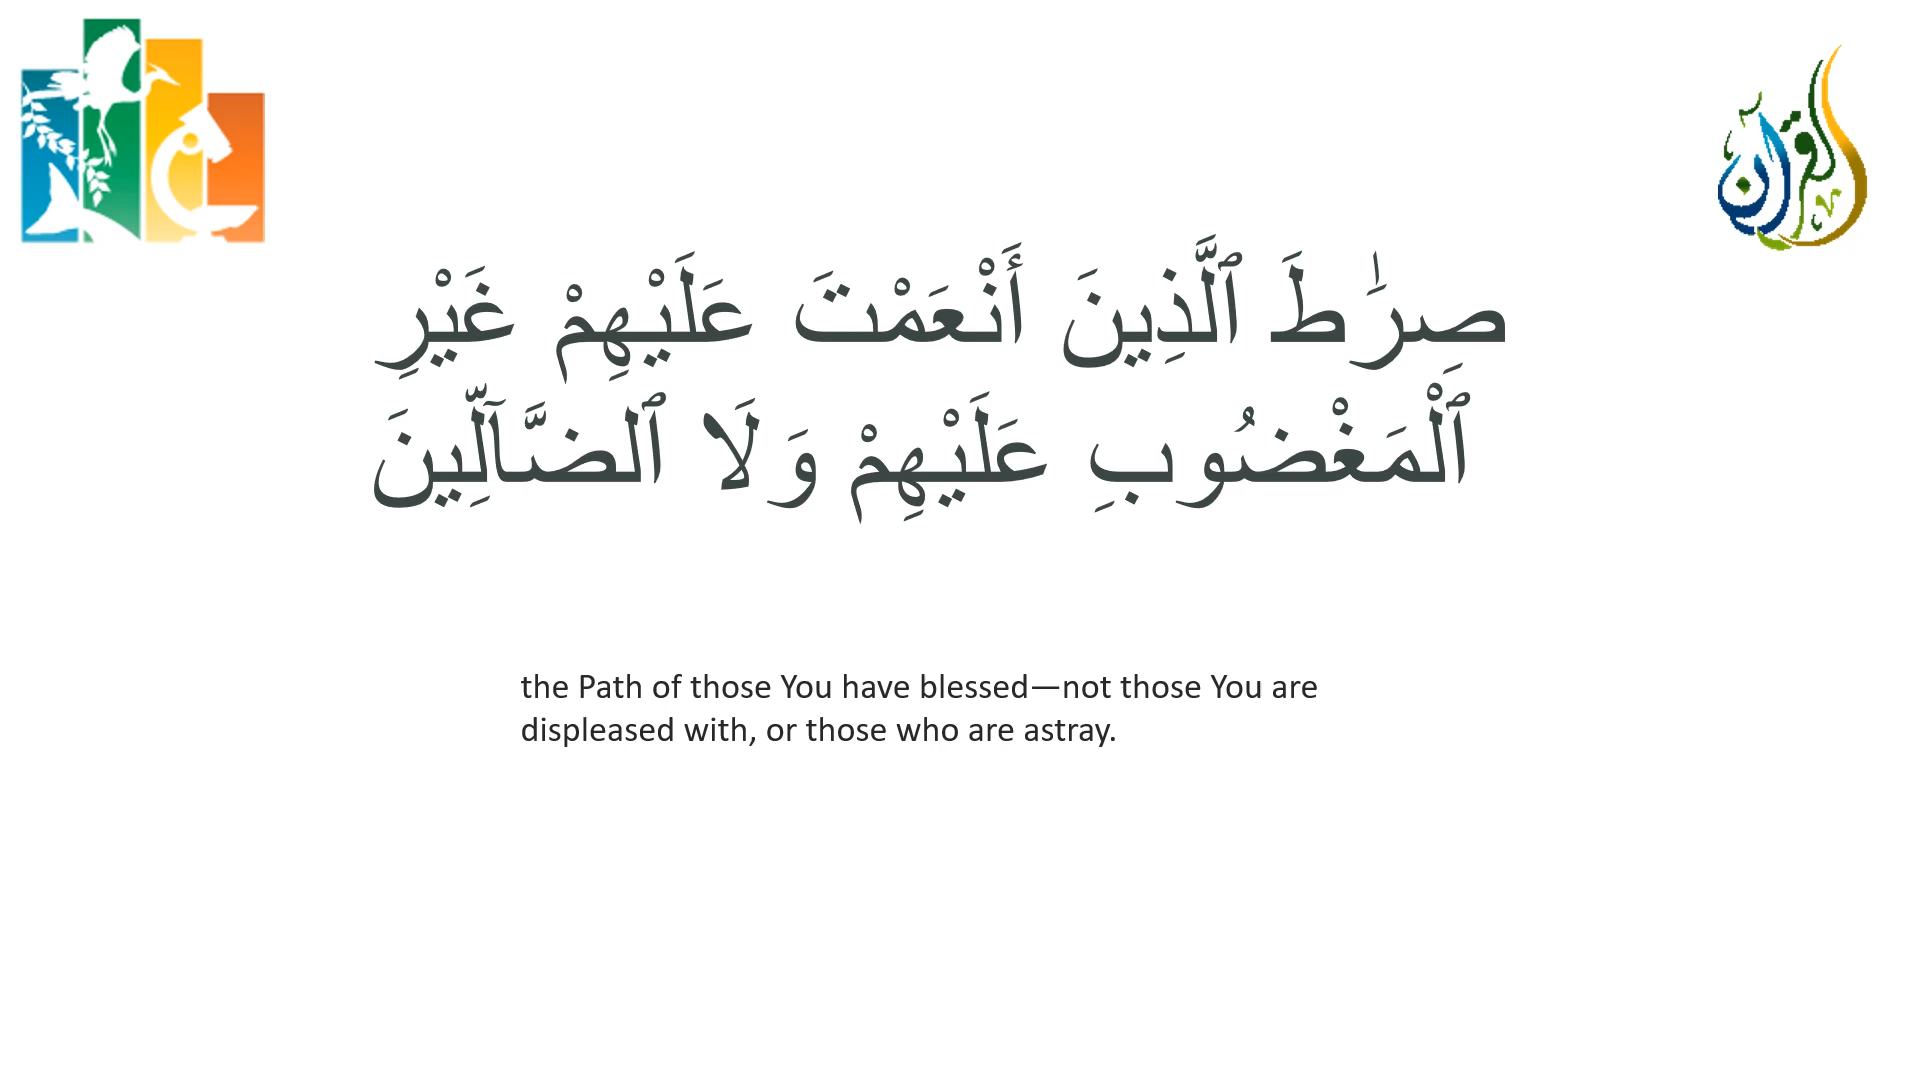 القرآن
صِرَٰطَ ٱلَّذِينَ أَنْعَمْتَ عَلَيْهِمْ غَيْرِ
ٱلْمَغْضُوبِ عَلَيْهِمْ وَلَا ٱلضَّآلِّينَ
the Path of those You have blessed—not those You are
displeased with, or those who are astray.